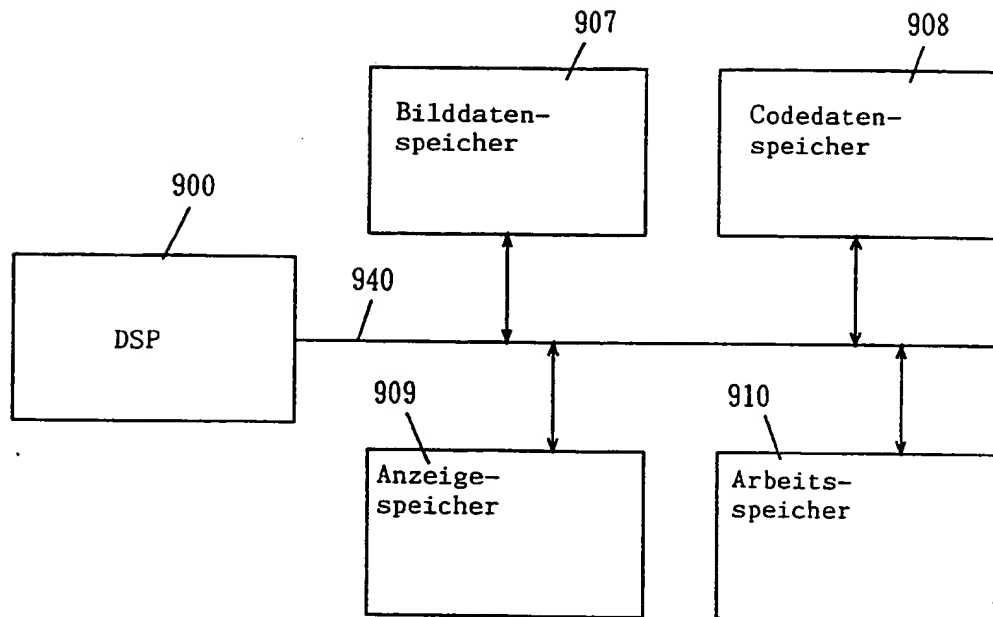 907
908
Bilddaten-
speicher
Codedaten-
speicher
900
940
DSP
909
910
Anzeige-
speicher
Arbeits-
speicher